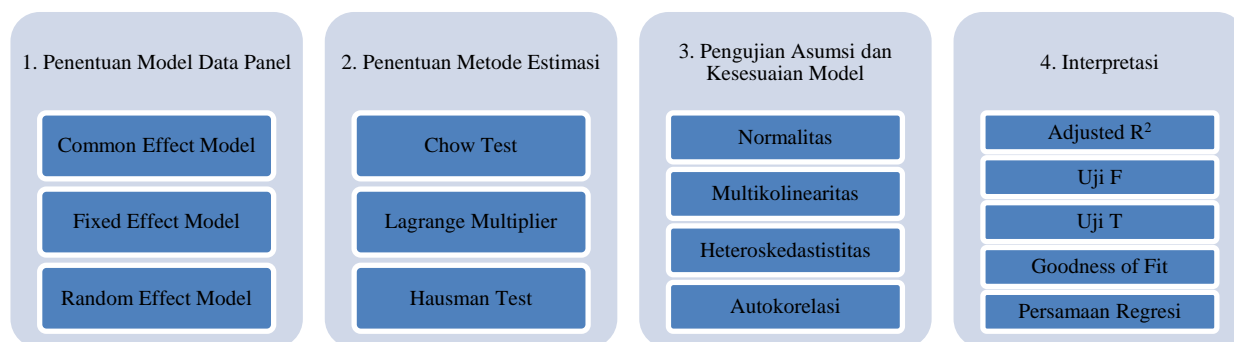 1. Penentuan Model Data Panel
Common Effect Model
Fixed Effect Model
Random Effect Model
2. Penentuan Metode Estimasi
Chow Test
Lagrange Multiplier
Hausman Test
3. Pengujian Asumsi dan
Kesesuaian Model
Normalitas
Multikolinearitas
Heteroskedastistitas
Autokorelasi
4. Interpretasi
Adjusted R²
Uji F
Uji T
Goodness of Fit
Persamaan Regresi